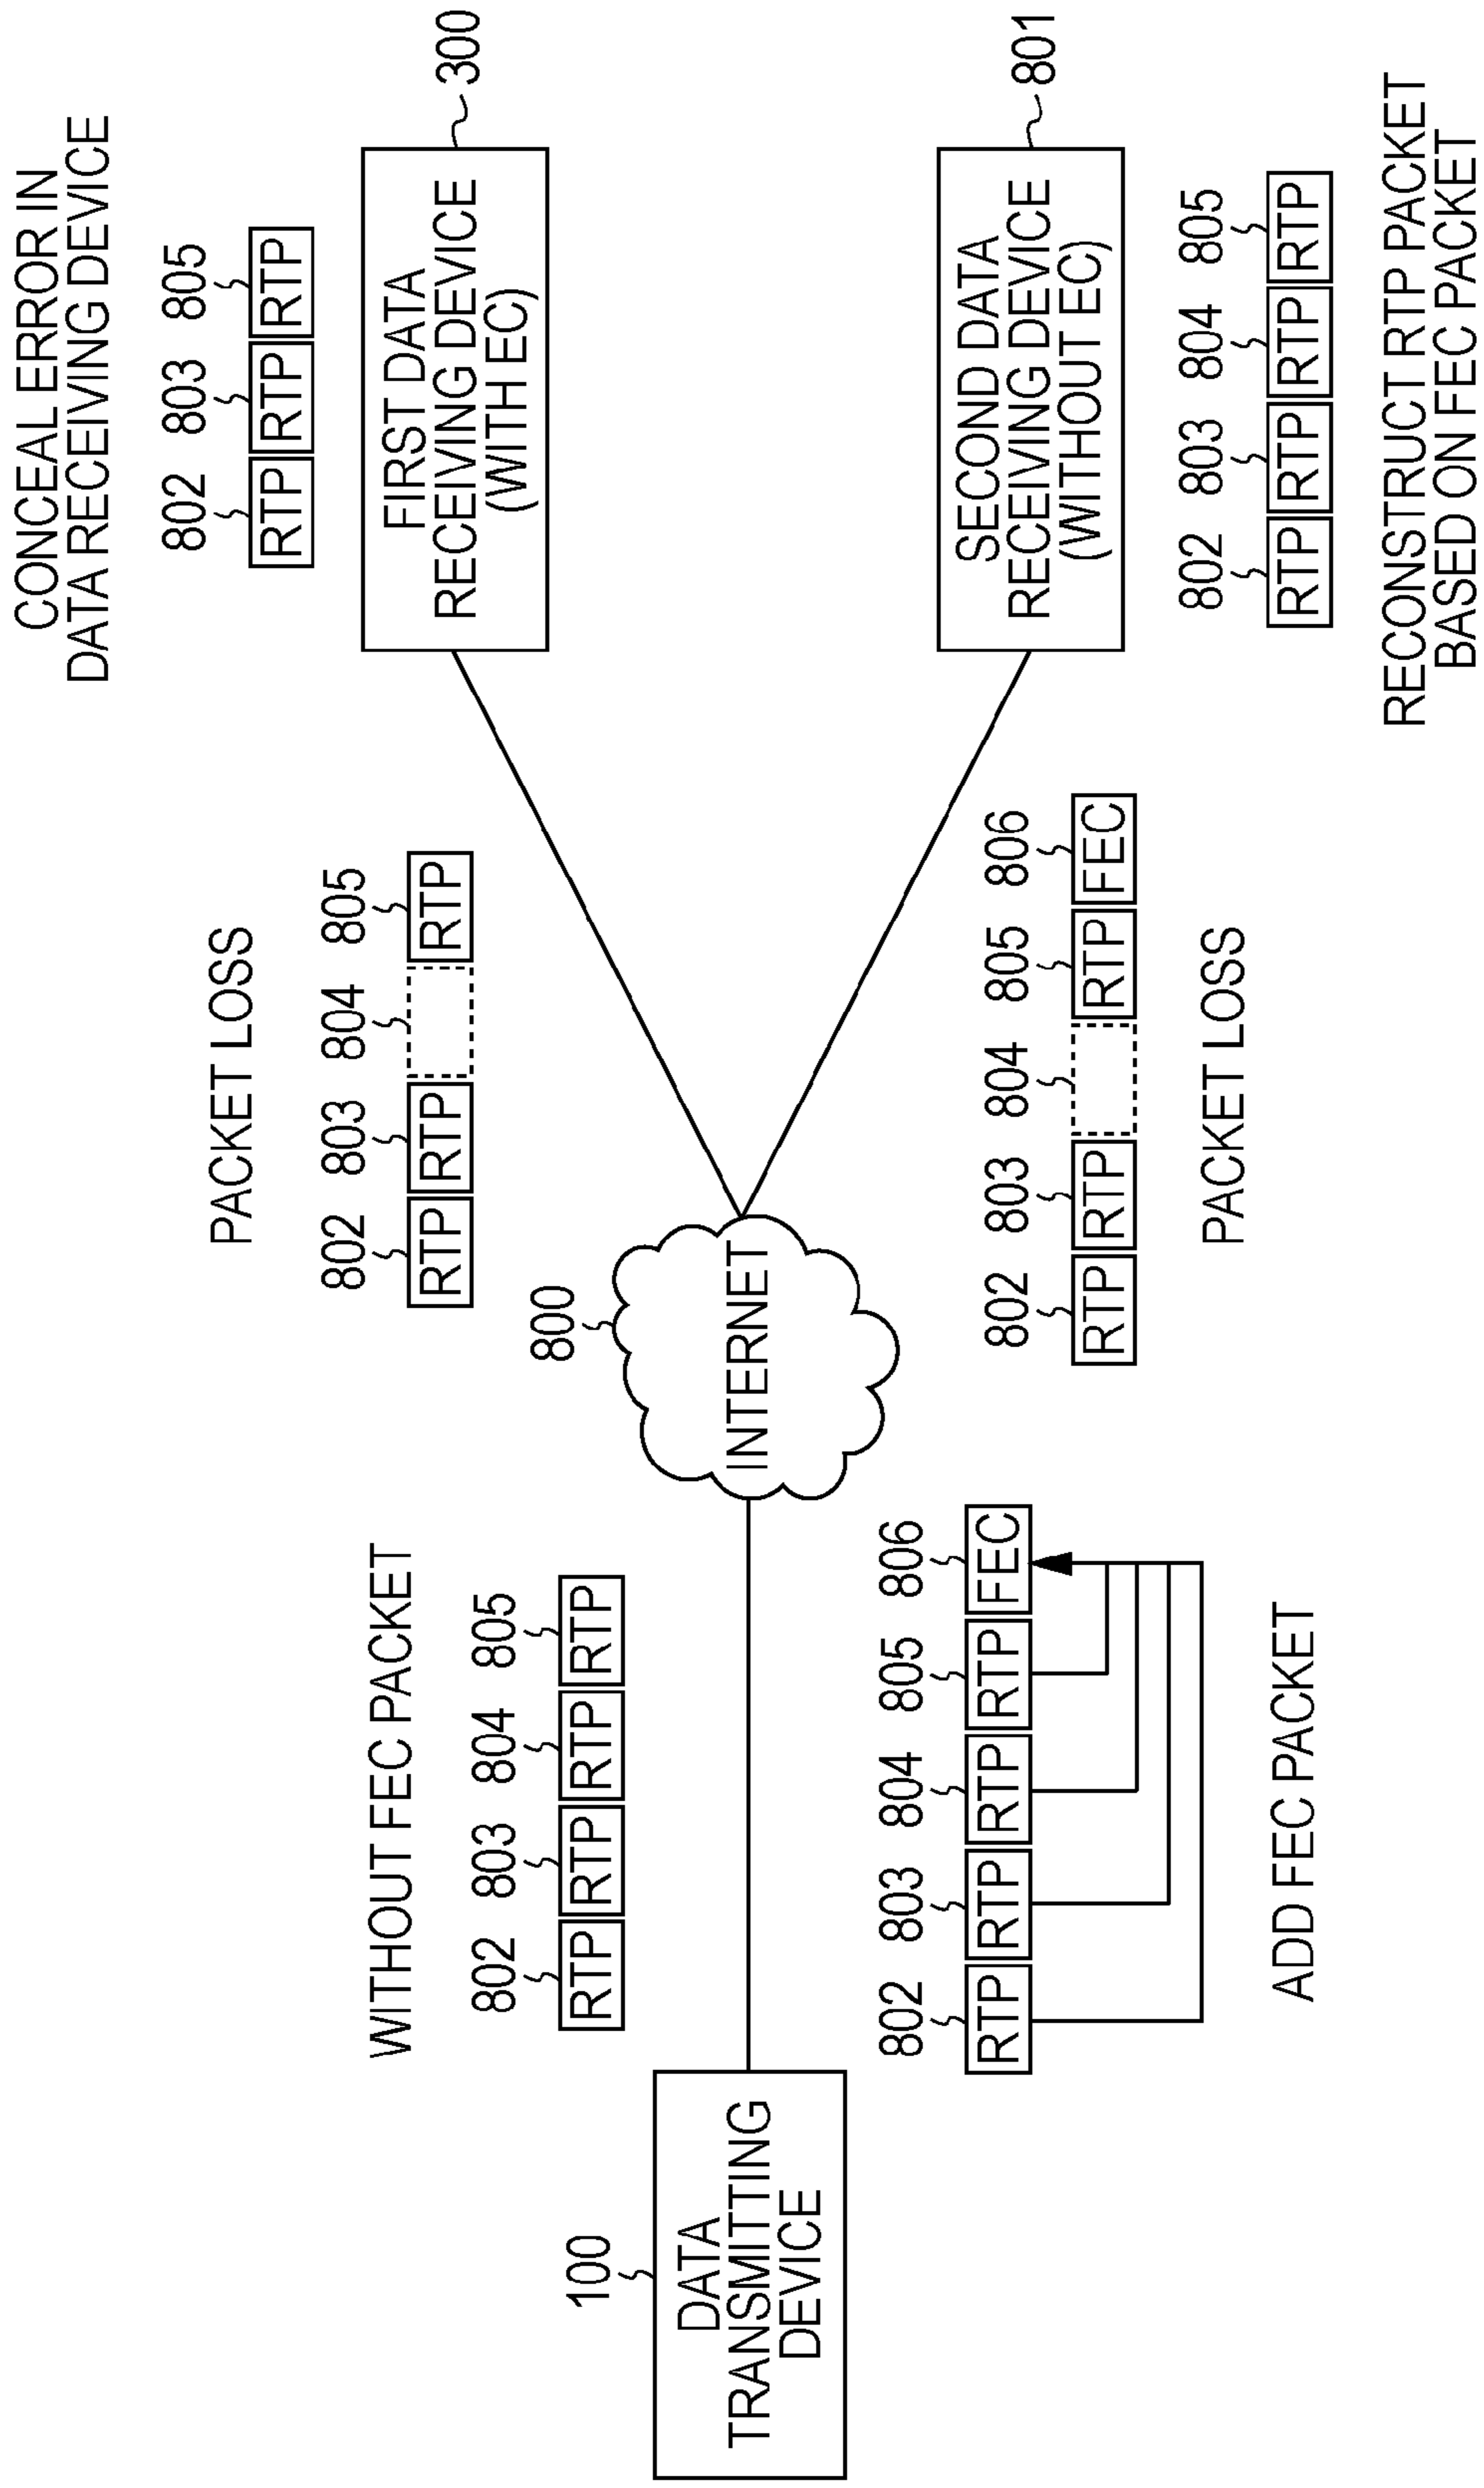 CONCEAL ERROR IN
DATA RECEIVING DEVICE
802 803 805
RTP RTP RTP
300
FIRST DATA
RECEIVING DEVICE
(WITH EC)
PACKET LOSS
802 803 804 805
RTP RTP RTP
WITHOUT FEC PACKET
802 803 804 805
RTP RTP RTP RTP
800
INTERNET
100
DATA
TRANSMITTING
DEVICE
802 803 804 805 806
RTP RTP RTP RTP FEC
ADD FEC PACKET
802 803 804 805 806
RTP RTP RTP FEC
PACKET LOSS
801
SECOND DATA
RECEIVING DEVICE
(WITHOUT EC)
802 803 804 805
RTP RTP RTP RTP
RECONSTRUCT RTP PACKET
BASED ON FEC PACKET